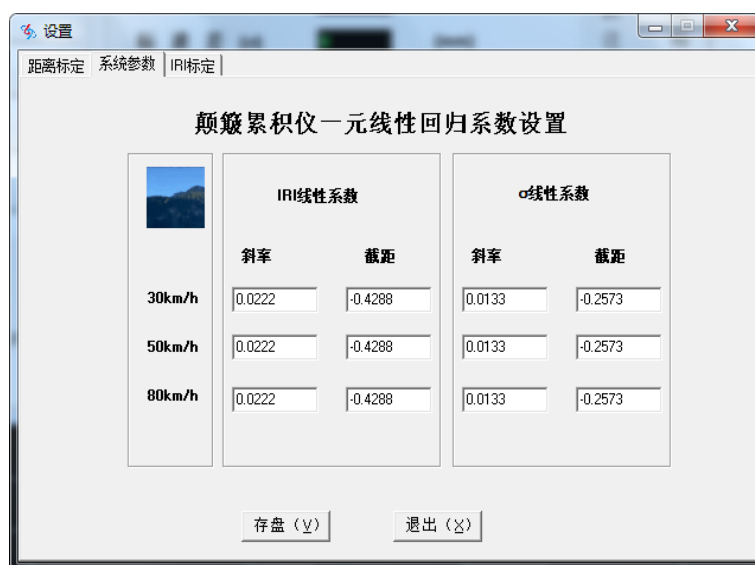 设置
距离标定 系统参数 IRI标定
颠簸累积仪一元线性回归系数设置
IRI线性系数 σ线性系数
斜率 截距 斜率 截距
30km/h 0.0222 -0.4288 0.0133 -0.2573
50km/h 0.0222 -0.4288 0.0133 -0.2573
80km/h 0.0222 -0.4288 0.0133 -0.2573
存盘（V） 退出（X）